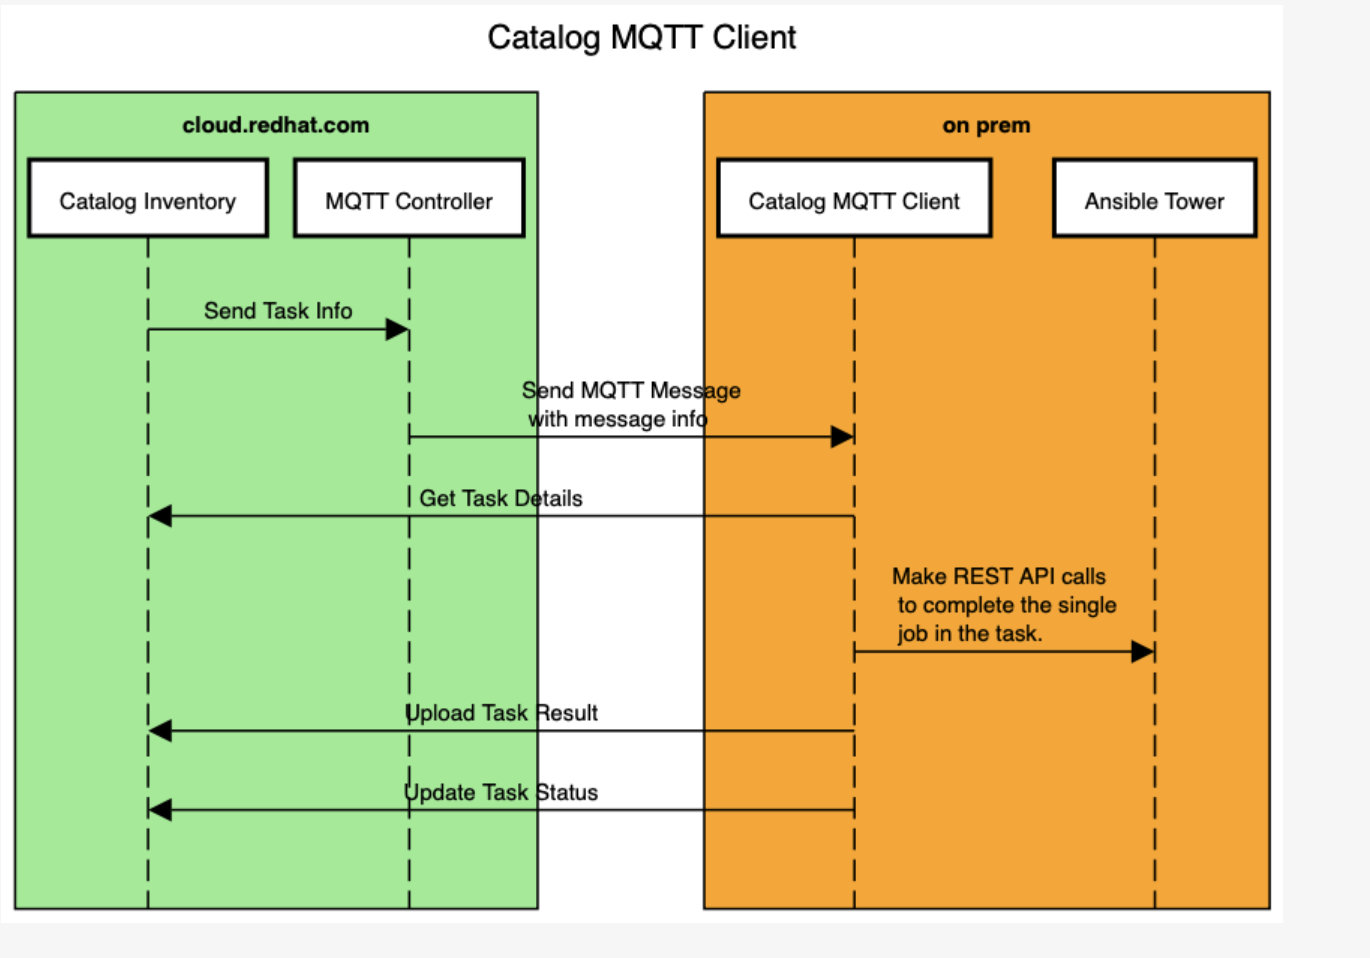 Catalog MQTT Client
cloud.redhat.com
on prem
Catalog Inventory
MQTT Controller
Catalog MQTT Client
Ansible Tower
Send Task Info
Send MQTT Message
with message info
Get Task Details
Make REST API calls
to complete the single
job in the task.
Upload Task Result
Update Task Status